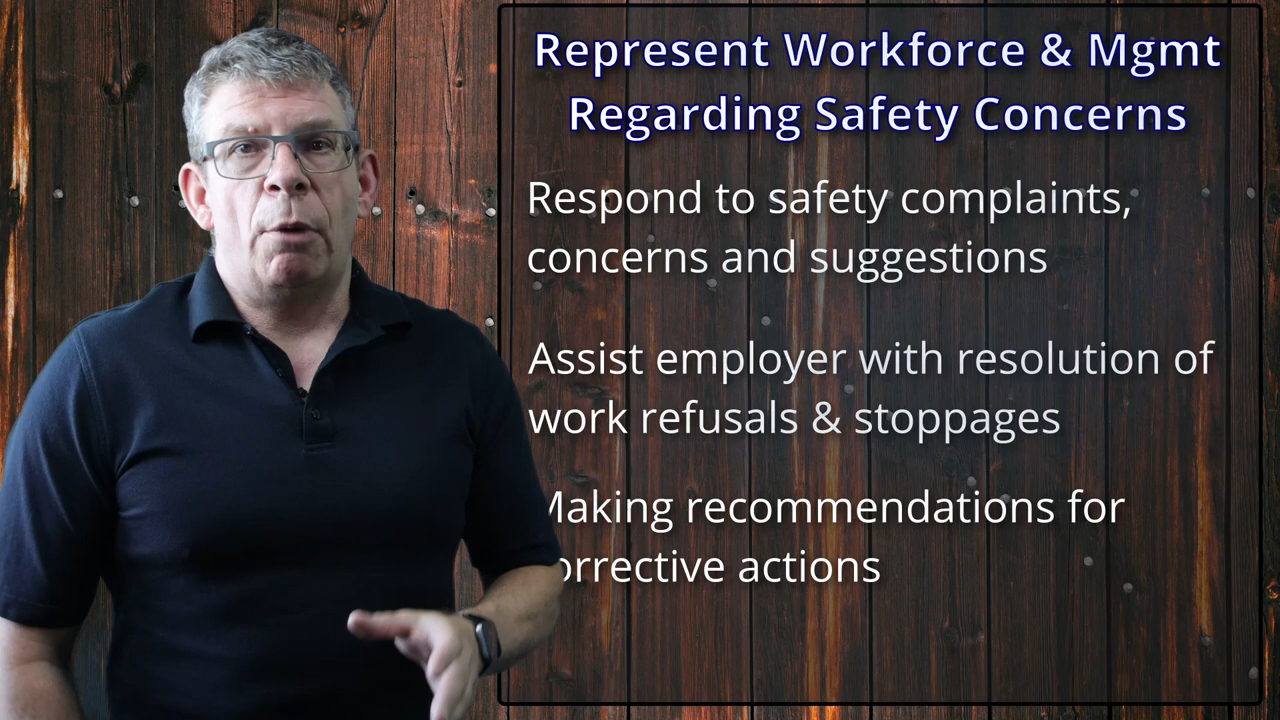 Represent Workforce & Mgmt
Regarding Safety Concerns
Respond to safety complaints,
concerns and suggestions
Assist employer with resolution of
work refusals & stoppages
Making recommendations for
corrective actions